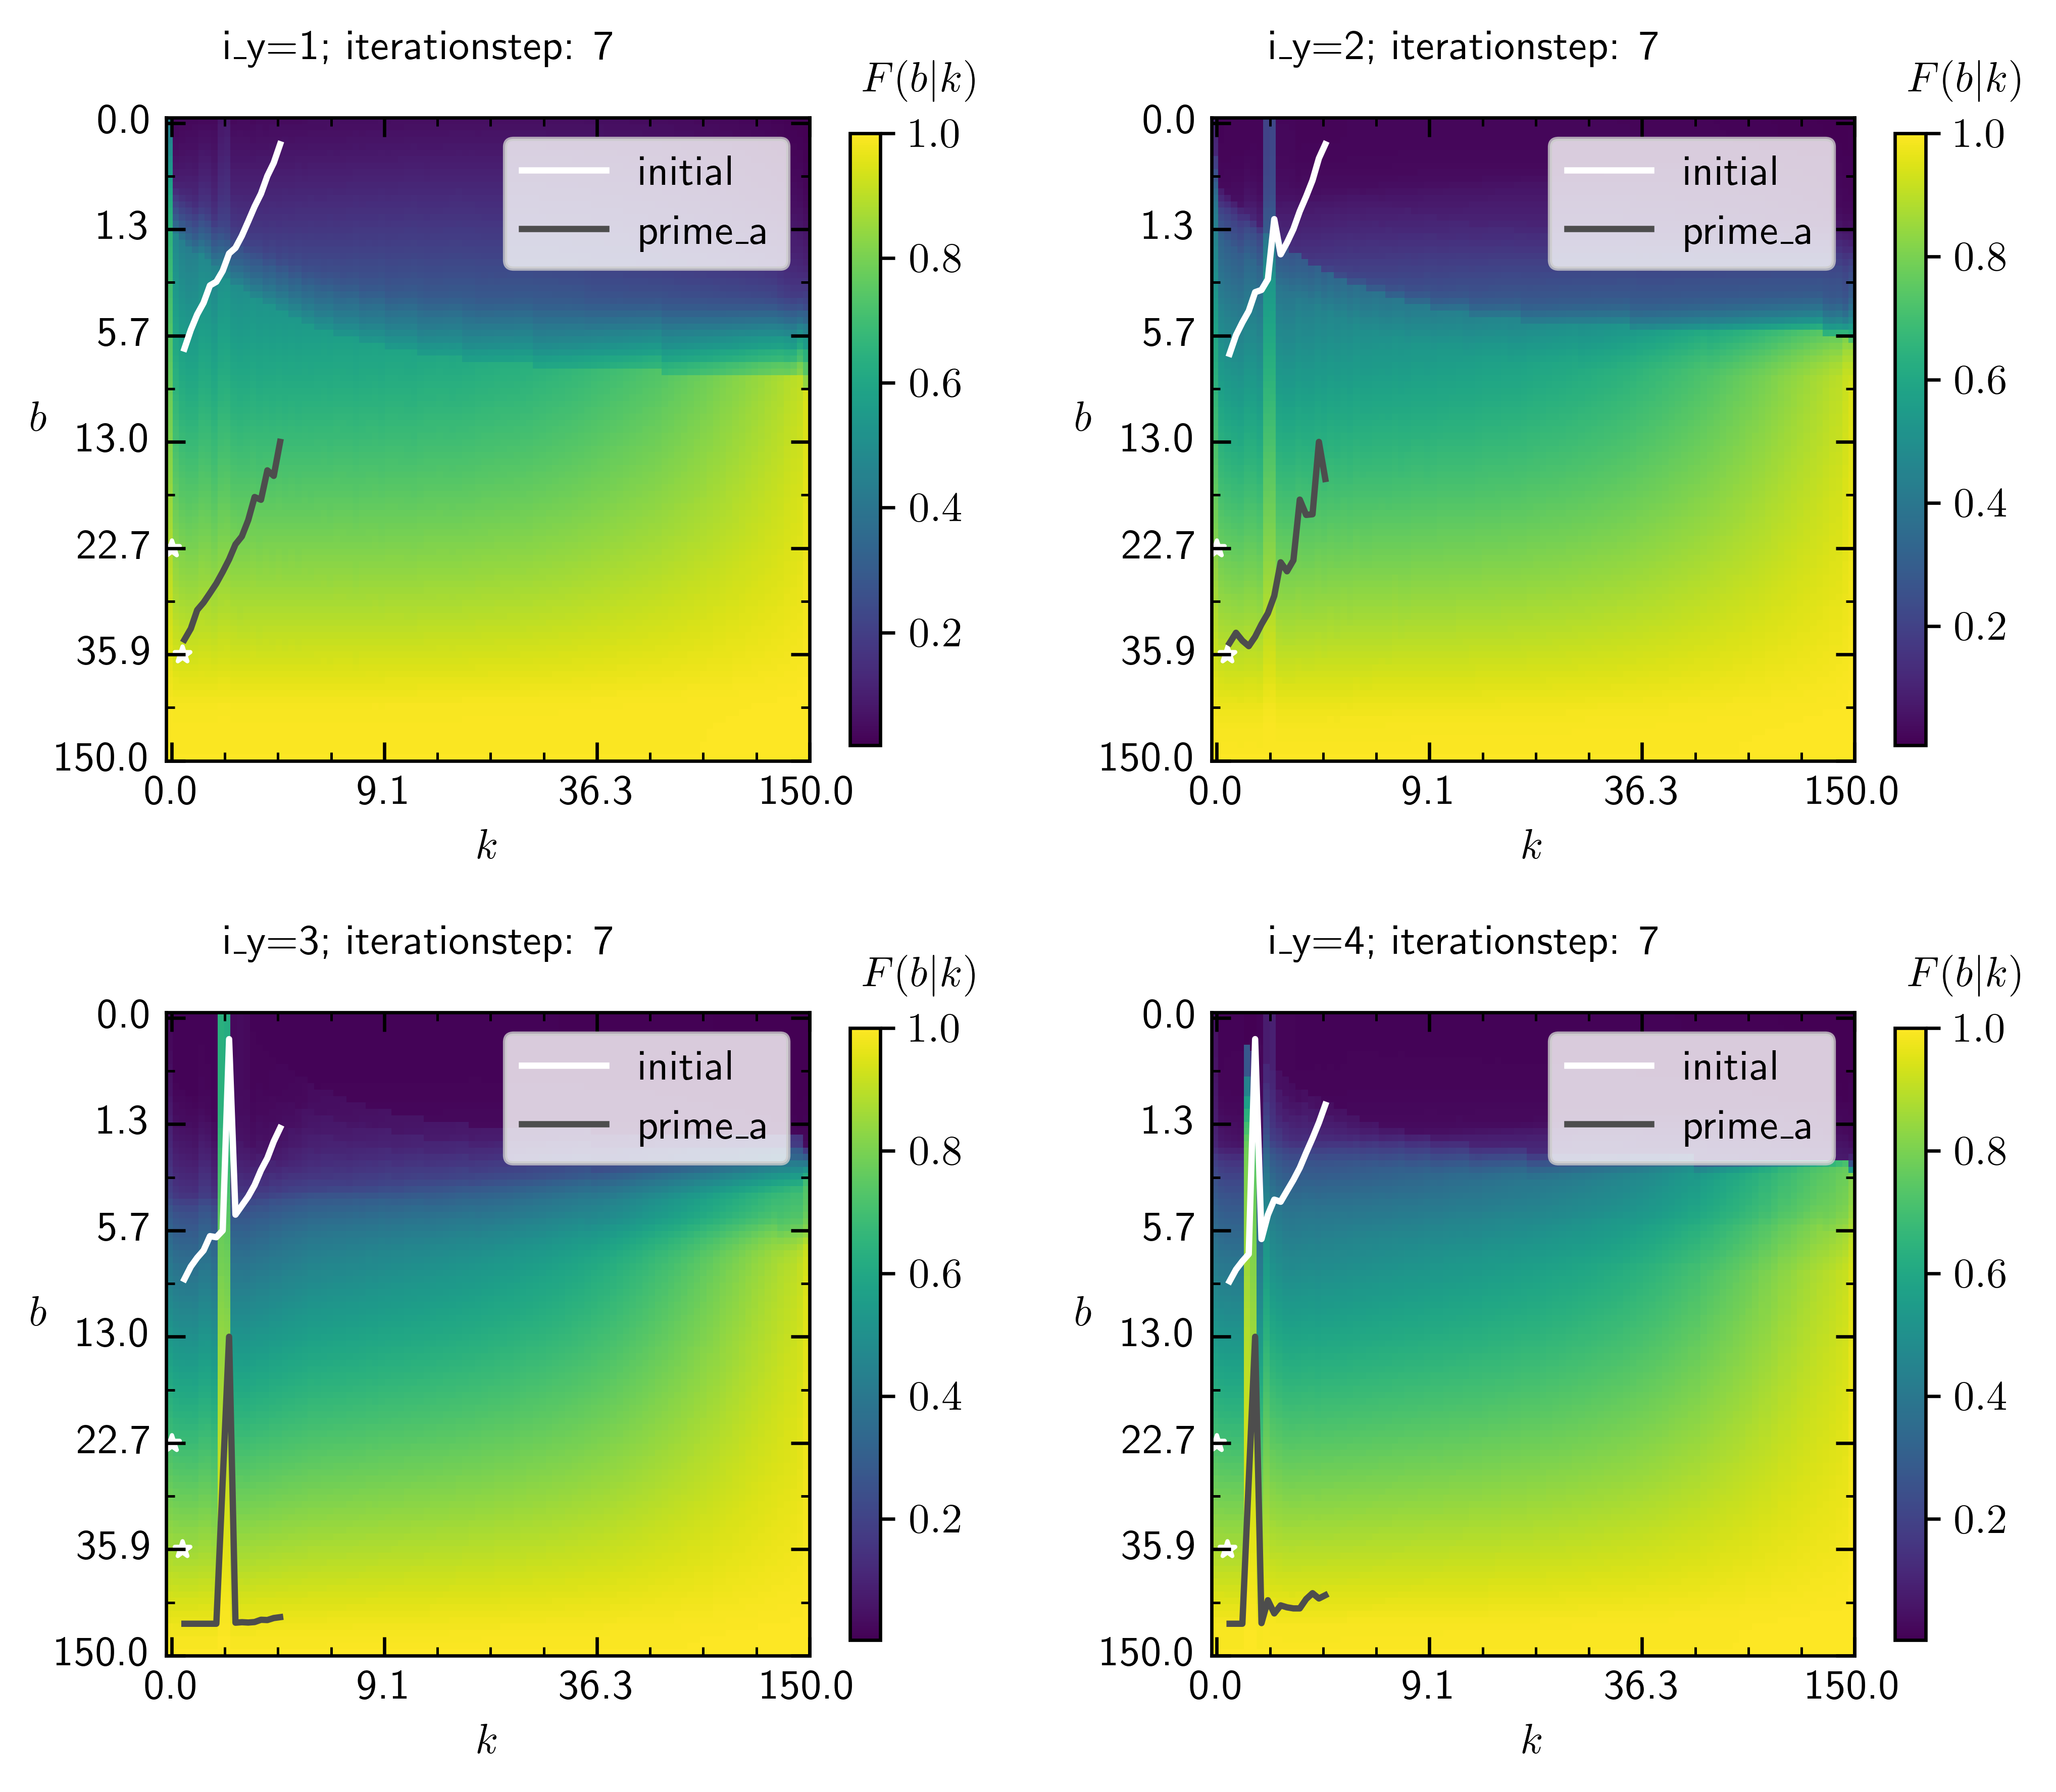 i_y=1; iterationstep: 7
F(b|k)
0.0
1.3
5.7
13.0
22.7
35.9
150.0
b
initial
prime_a
1.0
0.8
0.6
0.4
0.2
0.0 9.1 36.3 150.0
k
i_y=2; iterationstep: 7
F(b|k)
0.0
1.3
5.7
13.0
22.7
35.9
150.0
b
initial
prime_a
1.0
0.8
0.6
0.4
0.2
0.0 9.1 36.3 150.0
k
i_y=3; iterationstep: 7
F(b|k)
0.0
1.3
5.7
13.0
22.7
35.9
150.0
b
initial
prime_a
1.0
0.8
0.6
0.4
0.2
0.0 9.1 36.3 150.0
k
i_y=4; iterationstep: 7
F(b|k)
0.0
1.3
5.7
13.0
22.7
35.9
150.0
b
initial
prime_a
1.0
0.8
0.6
0.4
0.2
0.0 9.1 36.3 150.0
k